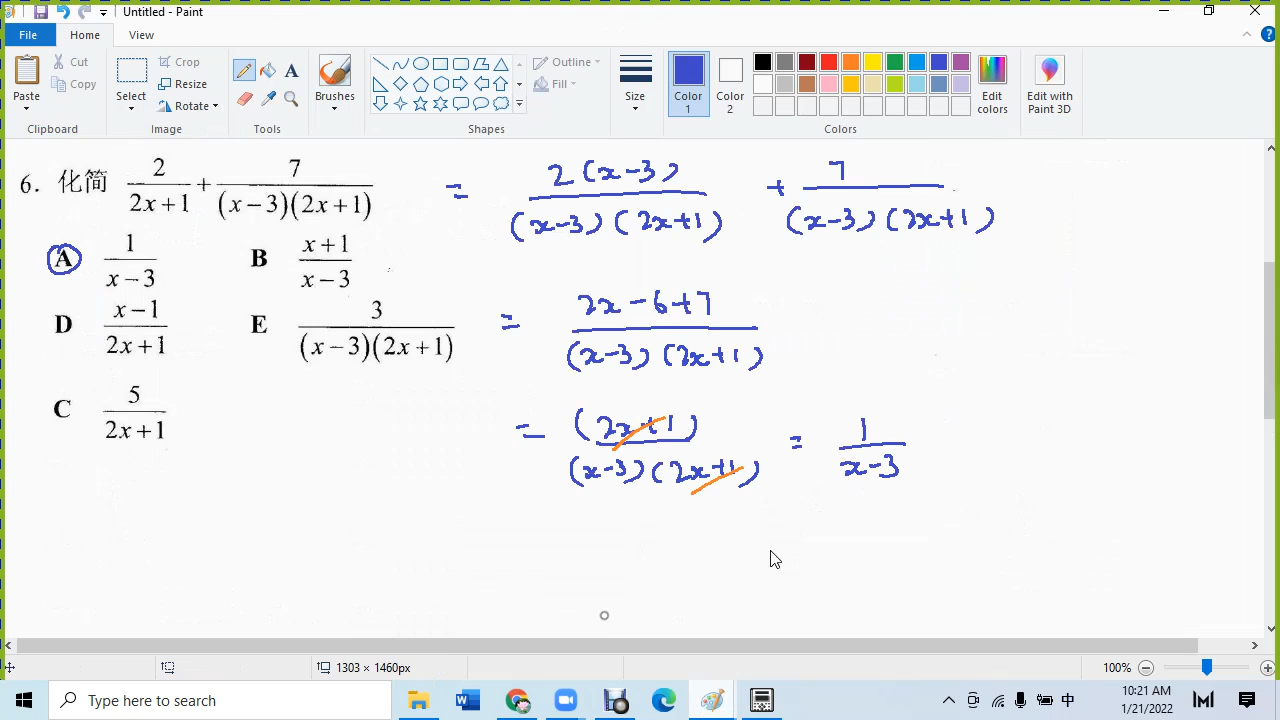 Untitled - Paint
File Home View
Paste Cut Copy Clipboard
Select Crop Resize Rotate Image
Tools
Brushes
Shapes Outline Fill
Size
Color 1 Color 2 Edit colors Colors
Edit with Paint 3D
6. 化简 2/(2x+1) + 7/((x−3)(2x+1)) = 2(x-3)/((x-3)(2x+1)) + 7/((x-3)(2x+1))
A 1/(x−3) B (x+1)/(x−3)
D (x−1)/(2x+1) E 3/((x−3)(2x+1))
C 5/(2x+1)
= (2x-6+7)/((x-3)(2x+1))
= (2x+1)/((x-3)(2x+1)) = 1/(x-3)
1303 × 1460px 100%
Type here to search
中 10:21 AM
1/21/2022